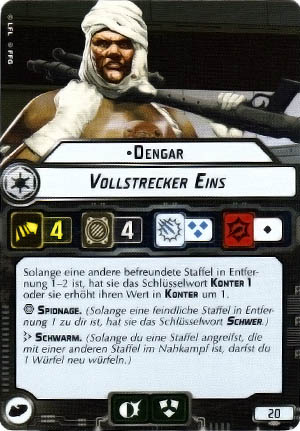 © LFL © FFG
•DENGAR
VOLLSTRECKER EINS
4 4
Solange eine andere befreundete Staffel in Entfer-
nung 1–2 ist, hat sie das Schlüsselwort KONTER 1
oder sie erhöht ihren Wert in KONTER um 1.
SPIONAGE. (Solange eine feindliche Staffel in Entfernung
1 zu dir ist, hat sie das Schlüsselwort SCHWER.)
SCHWARM. (Solange du eine Staffel angreifst, die
mit einer anderen Staffel im Nahkampf ist, darfst du
1 Würfel neu würfeln.)
20